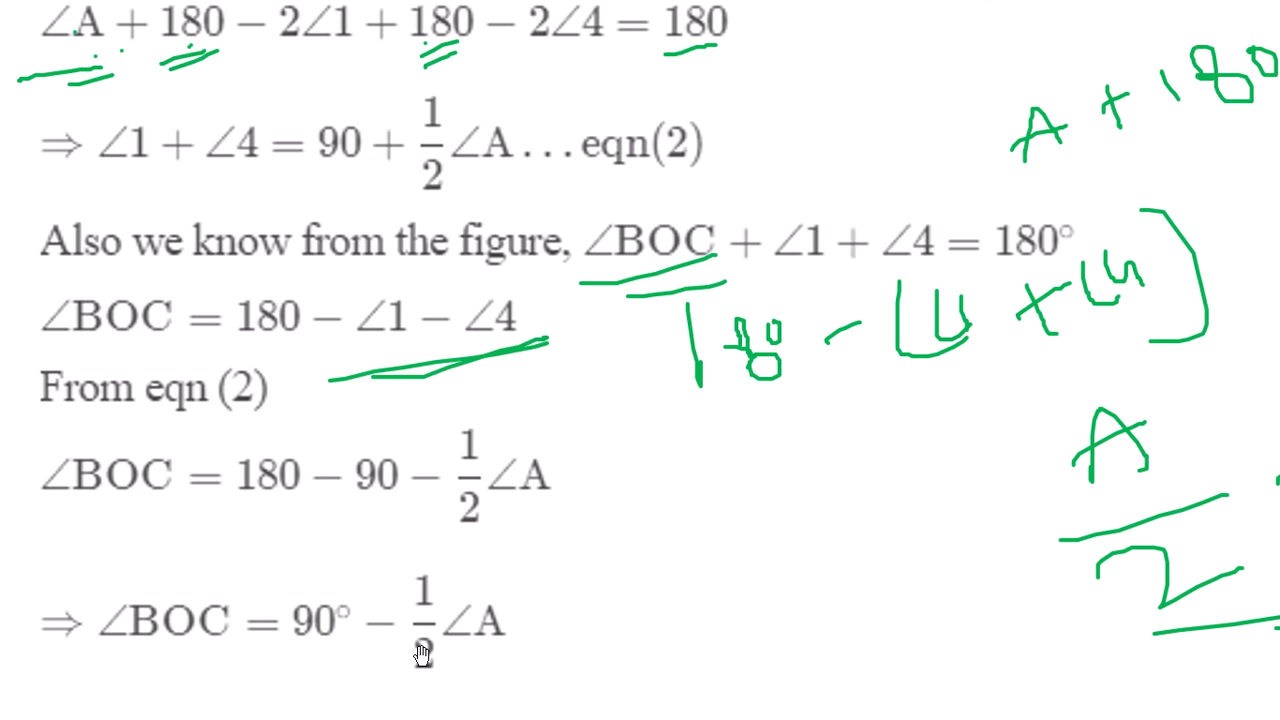 ∠A + 180 − 2∠1 + 180 − 2∠4 = 180
A + 180
⇒ ∠1 + ∠4 = 90 + 1/2 ∠A ... eqn(2)
Also we know from the figure, ∠BOC + ∠1 + ∠4 = 180°
∠BOC = 180 − ∠1 − ∠4
180 − [∠1 + ∠4]
From eqn (2)
∠BOC = 180 − 90 − 1/2 ∠A
A/2
⇒ ∠BOC = 90° − 1/2 ∠A